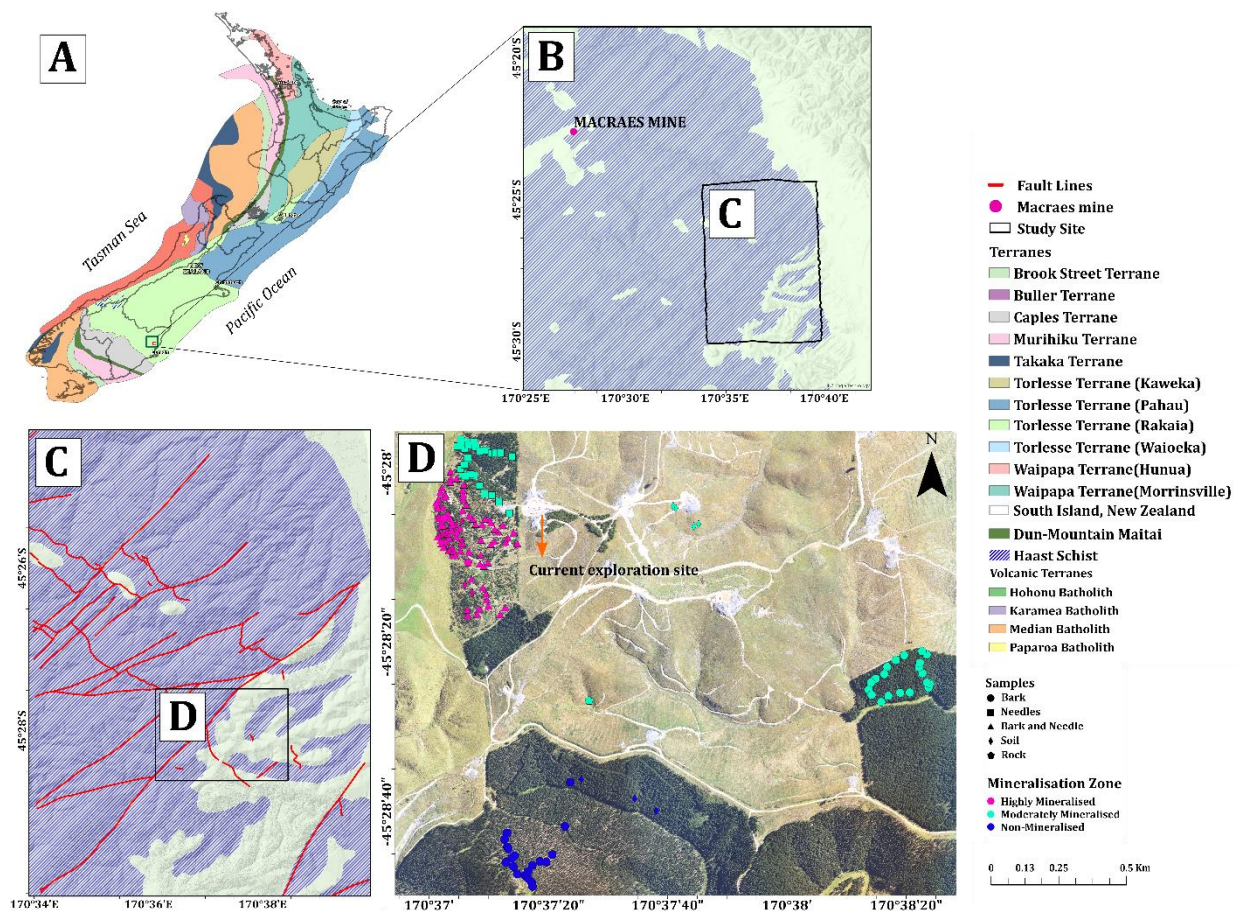 A
Tasman Sea
Pacific Ocean
B
45°20'S
45°25'S
45°30'S
MACRAES MINE
C
170°25'E
170°30'E
170°35'E
170°40'E
C
45°26'S
45°28'S
D
170°34'E
170°36'E
170°38'E
D
N
-45°28'
-45°28'20"
-45°28'40"
Current exploration site
170°37'
170°37'20"
170°37'40"
170°38'
170°38'20"
Fault Lines
Macraes mine
Study Site
Terranes
Brook Street Terrane
Buller Terrane
Caples Terrane
Murihiku Terrane
Takaka Terrane
Torlesse Terrane (Kaweka)
Torlesse Terrane (Pahau)
Torlesse Terrane (Rakaia)
Torlesse Terrane (Waioeka)
Waipapa Terrane(Hunua)
Waipapa Terrane(Morrinsville)
South Island, New Zealand
Dun-Mountain Maitai
Haast Schist
Volcanic Terranes
Hohonu Batholith
Karamea Batholith
Median Batholith
Paparoa Batholith
Samples
Bark
Needles
Bark and Needle
Soil
Rock
Mineralisation Zone
Highly Mineralised
Moderately Mineralised
Non-Mineralised
0 0.13 0.25 0.5 Km